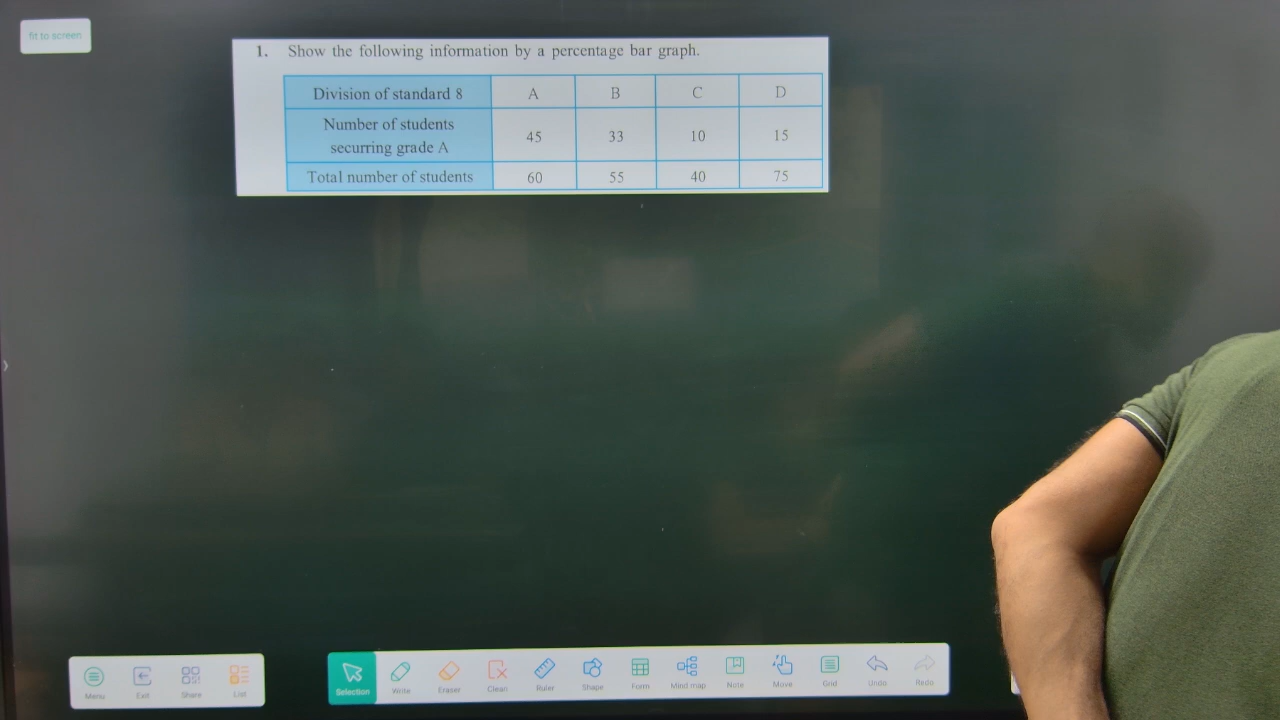 fit to screen
1. Show the following information by a percentage bar graph.
Division of standard 8 A B C D
Number of students
securring grade A 45 33 10 15
Total number of students 60 55 40 75
Menu Exit Share List Selection Write Eraser Clean Ruler Shape Form Mind map Note Move Grid Undo Redo